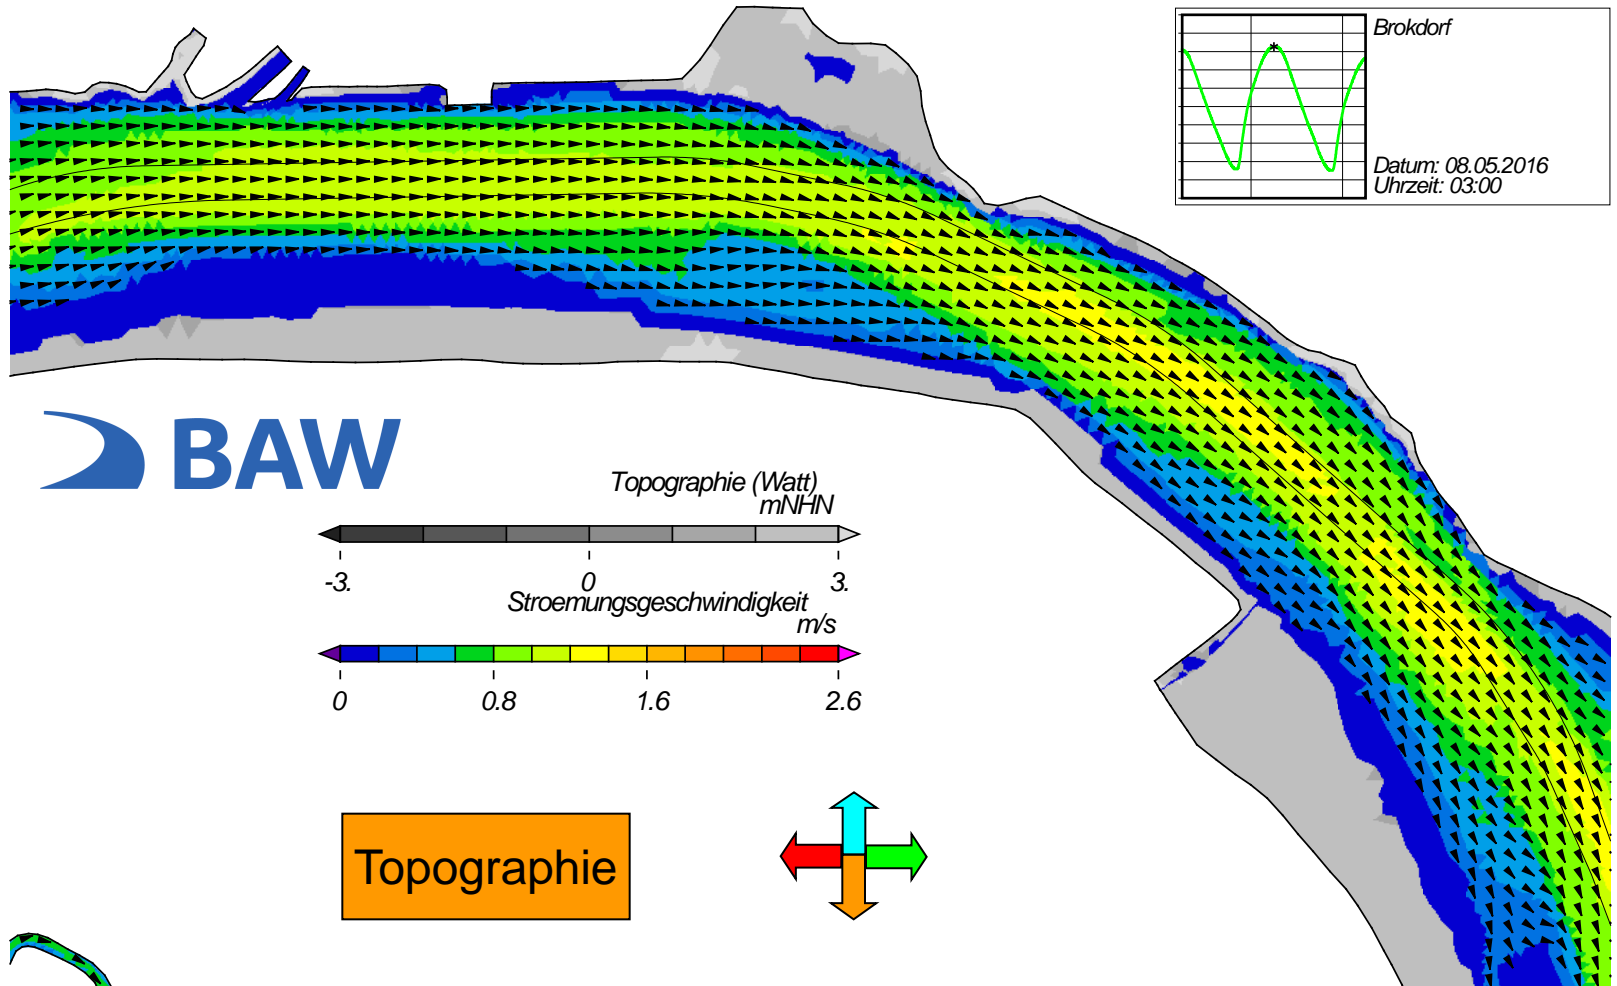 Brokdorf
Datum: 08.05.2016
Uhrzeit: 03:00
BAW
Topographie (Watt)
mNHN
-3. 0 3.
Stroemungsgeschwindigkeit
m/s
0 0.8 1.6 2.6
Topographie